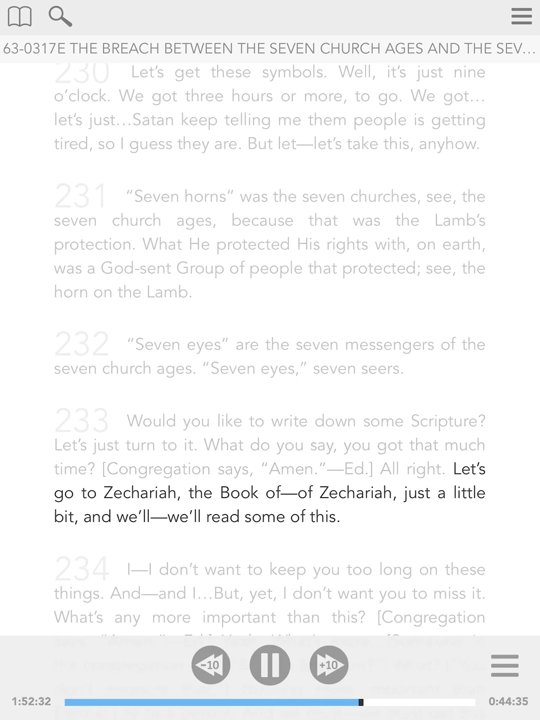 63-0317E THE BREACH BETWEEN THE SEVEN CHURCH AGES AND THE SEV...
230 Let's get these symbols. Well, it's just nine
o'clock. We got three hours or more, to go. We got...
let's just...Satan keep telling me them people is getting
tired, so I guess they are. But let—let's take this, anyhow.
231 “Seven horns” was the seven churches, see, the
seven church ages, because that was the Lamb's
protection. What He protected His rights with, on earth,
was a God-sent Group of people that protected; see, the
horn on the Lamb.
232 “Seven eyes” are the seven messengers of the
seven church ages. “Seven eyes,” seven seers.
233 Would you like to write down some Scripture?
Let's just turn to it. What do you say, you got that much
time? [Congregation says, “Amen.”—Ed.] All right. Let's
go to Zechariah, the Book of—of Zechariah, just a little
bit, and we'll—we'll read some of this.
234 I—I don't want to keep you too long on these
things. And—and I...But, yet, I don't want you to miss it.
What's any more important than this? [Congregation
-10 +10
1:52:32 0:44:35